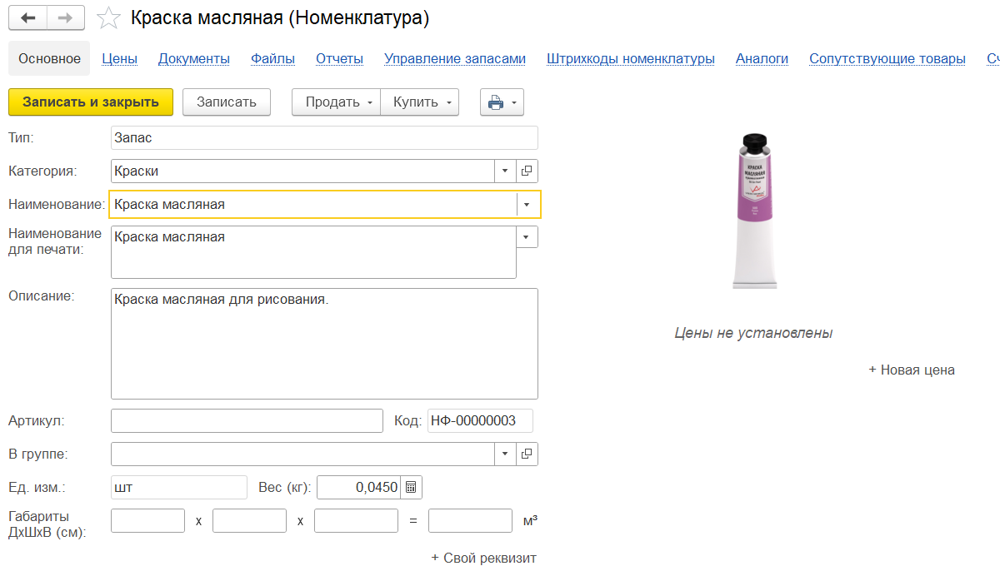 Краска масляная (Номенклатура)
Основное Цены Документы Файлы Отчеты Управление запасами Штрихкоды номенклатуры Аналоги Сопутствующие товары Сч
Записать и закрыть Записать Продать Купить
Тип: Запас
Категория: Краски
Наименование: Краска масляная
Наименование
для печати:
Краска масляная
Описание: Краска масляная для рисования.
КРАСКА
МАСЛЯНАЯ
Цены не установлены
+ Новая цена
Артикул: Код: НФ-00000003
В группе:
Ед. изм.: шт Вес (кг): 0,0450
Габариты
ДхШхВ (см):
x x = м³
+ Свой реквизит